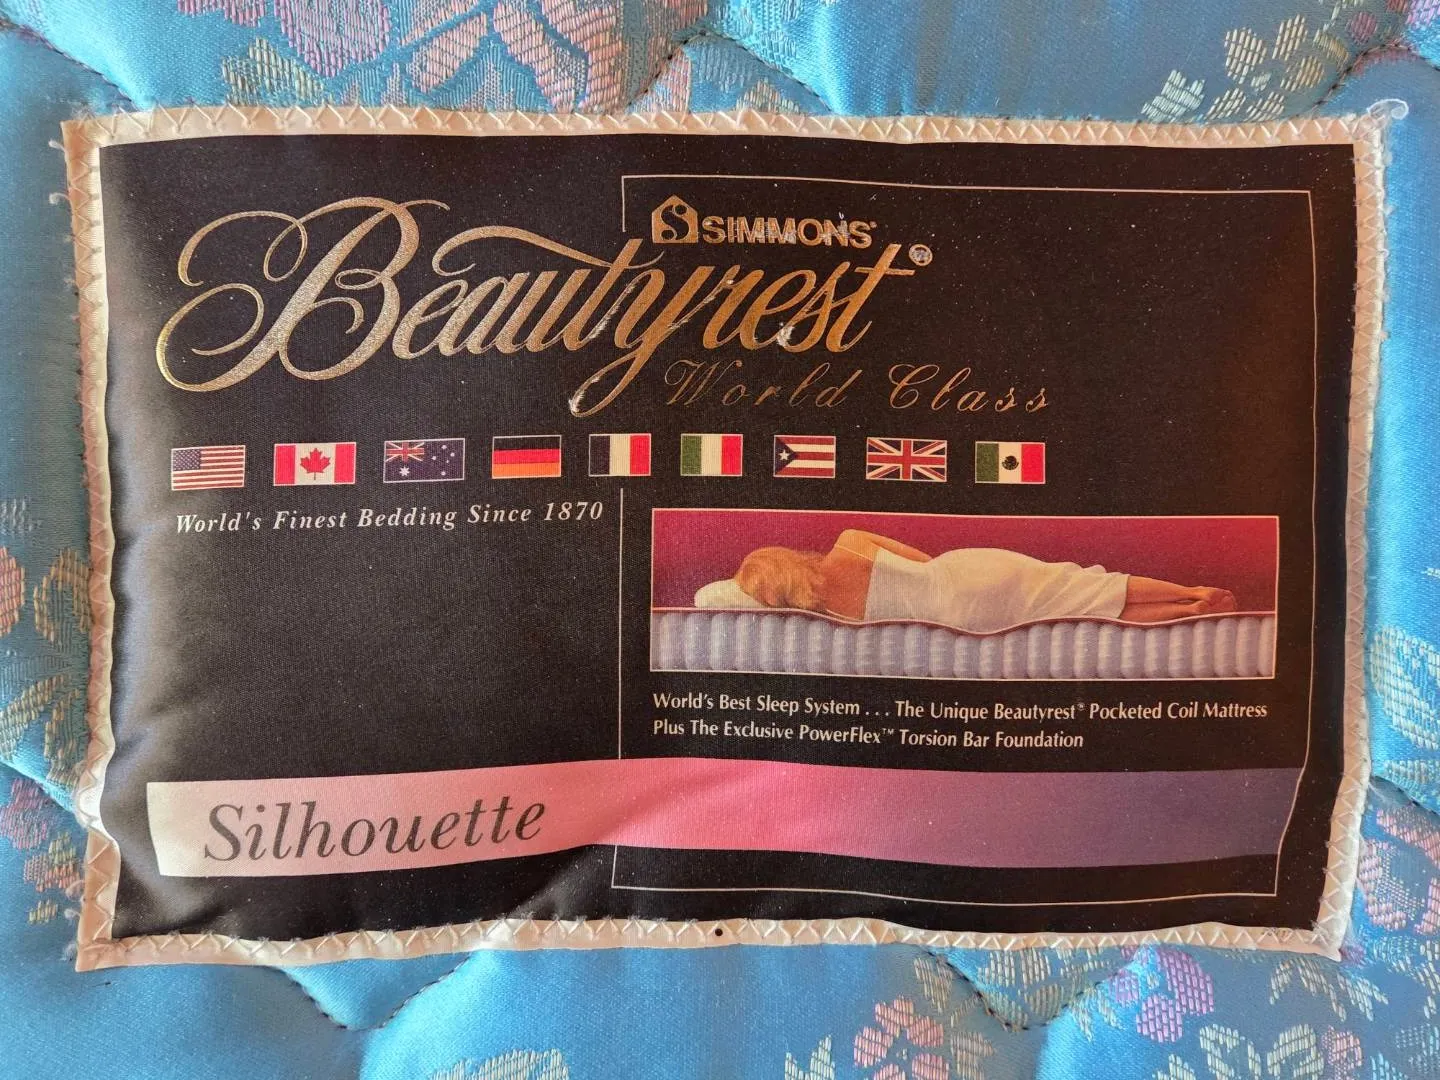 SIMMONS®
Beautyrest®
World Class
World's Finest Bedding Since 1870
World's Best Sleep System . . . The Unique Beautyrest® Pocketed Coil Mattress
Plus The Exclusive PowerFlex™ Torsion Bar Foundation
Silhouette